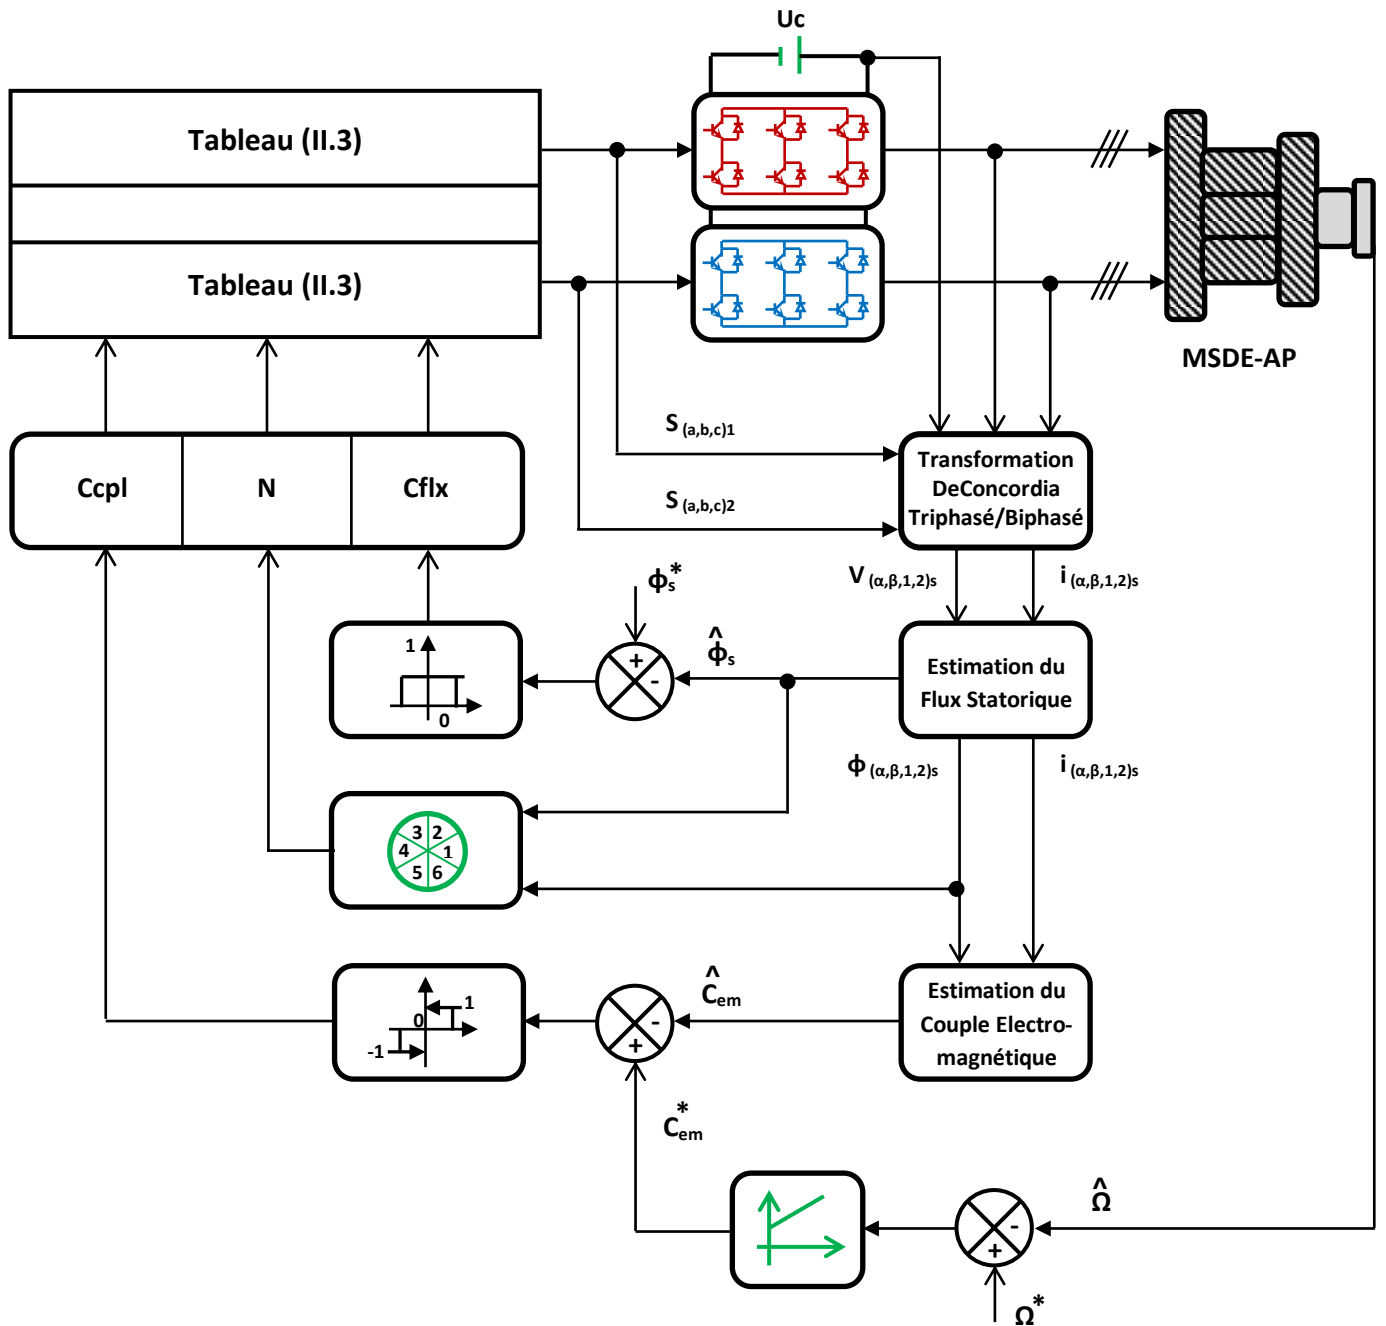 Uc
Tableau (II.3)
Tableau (II.3)
MSDE-AP
S (a,b,c)1
S (a,b,c)2
Transformation
DeConcordia
Triphasé/Biphasé
Ccpl
N
Cflx
V (α,β,1,2)s
i (α,β,1,2)s
ϕs*
ϕ̂s
+
-
1
0
Estimation du
Flux Statorique
ϕ (α,β,1,2)s
i (α,β,1,2)s
3 2
4 1
5 6
Ĉem
Estimation du
Couple Electro-
magnétique
1
0
-1
-
+
C*em
Ω̂
-
+
Ω*